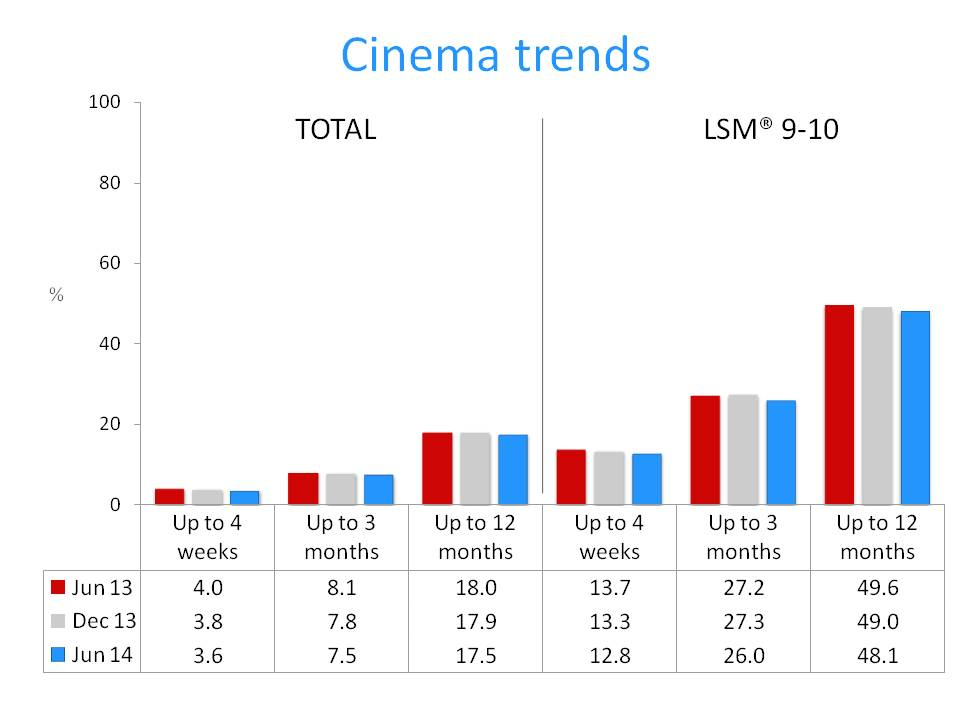 Cinema trends
100
TOTAL
LSM® 9-10
80
60
%
40
20
0
Up to 4 weeks
Up to 3 months
Up to 12 months
Up to 4 weeks
Up to 3 months
Up to 12 months
Jun 13 4.0 8.1 18.0 13.7 27.2 49.6
Dec 13 3.8 7.8 17.9 13.3 27.3 49.0
Jun 14 3.6 7.5 17.5 12.8 26.0 48.1